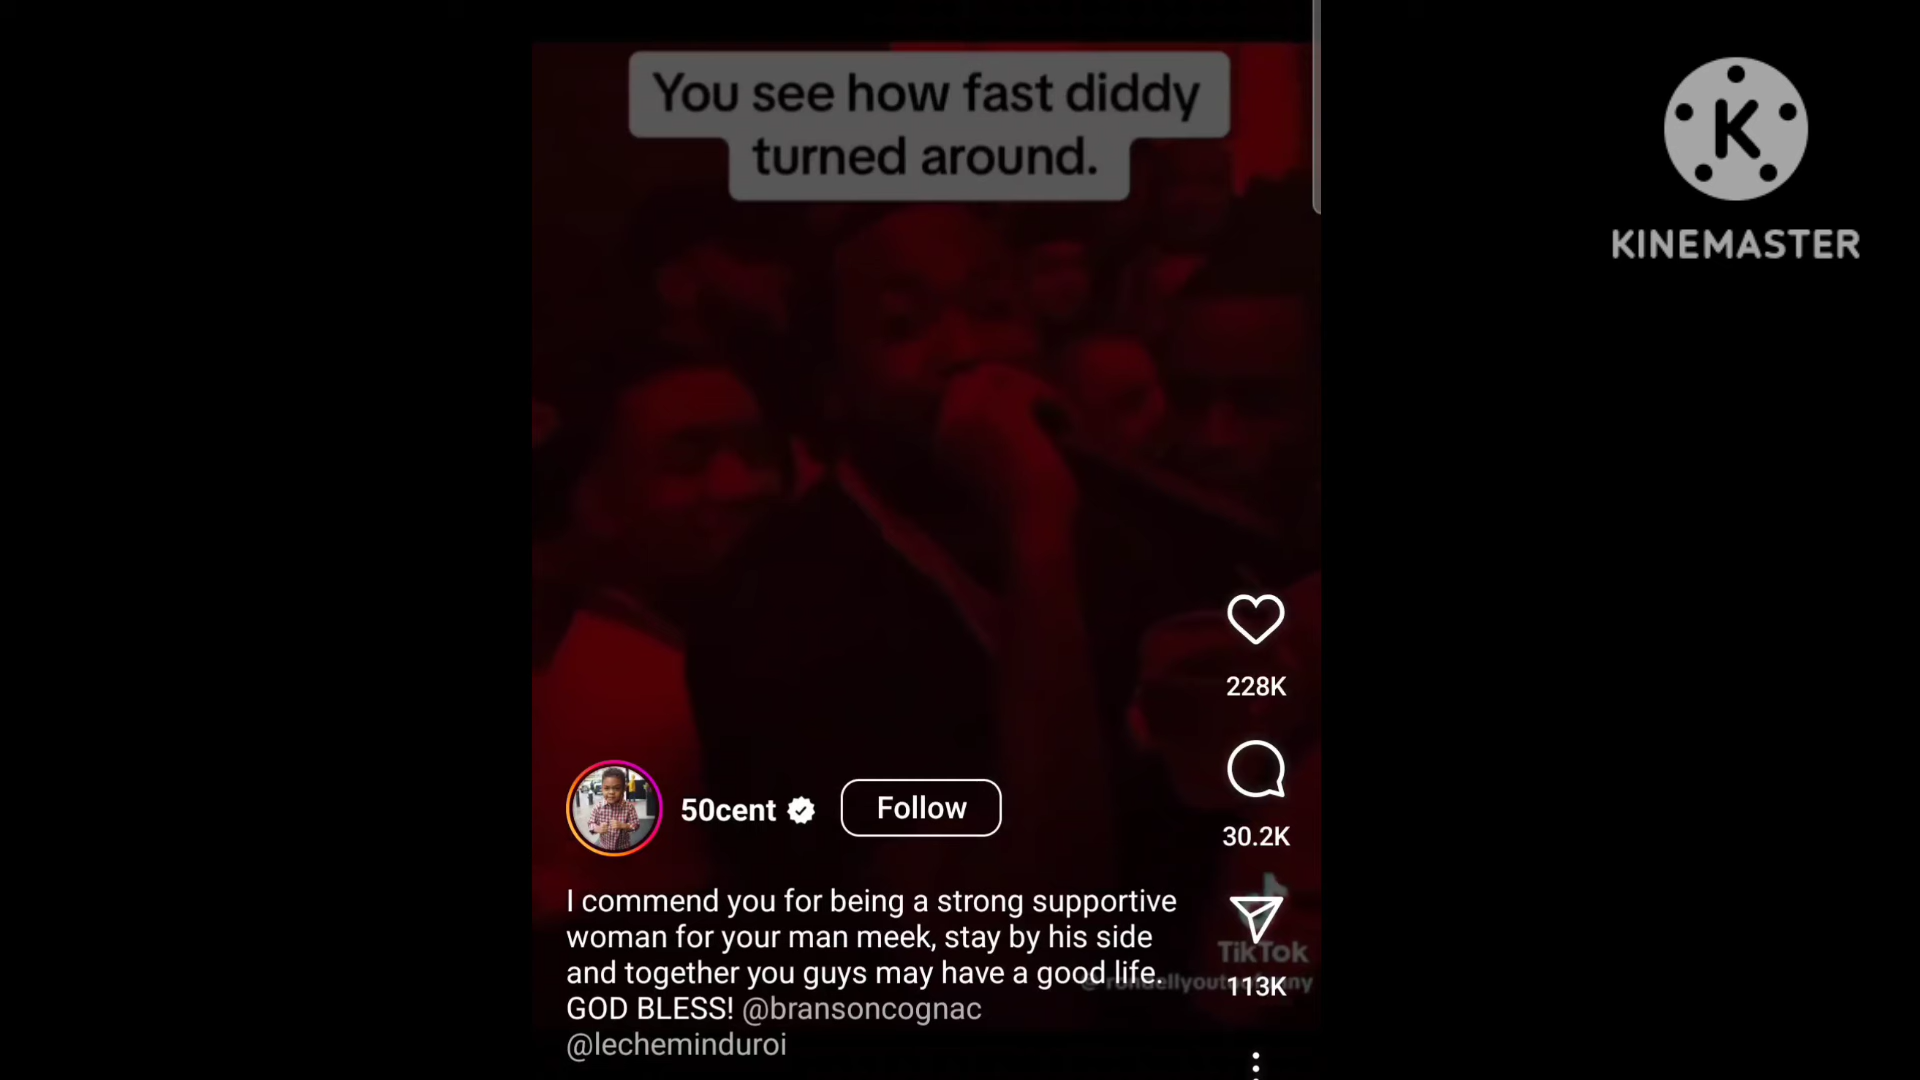 You see how fast diddy
turned around.
K
KINEMASTER
228K
50cent
Follow
30.2K
I commend you for being a strong supportive
woman for your man meek, stay by his side
and together you guys may have a good life.
GOD BLESS! @bransoncognac
@lecheminduroi
TikTok
113K